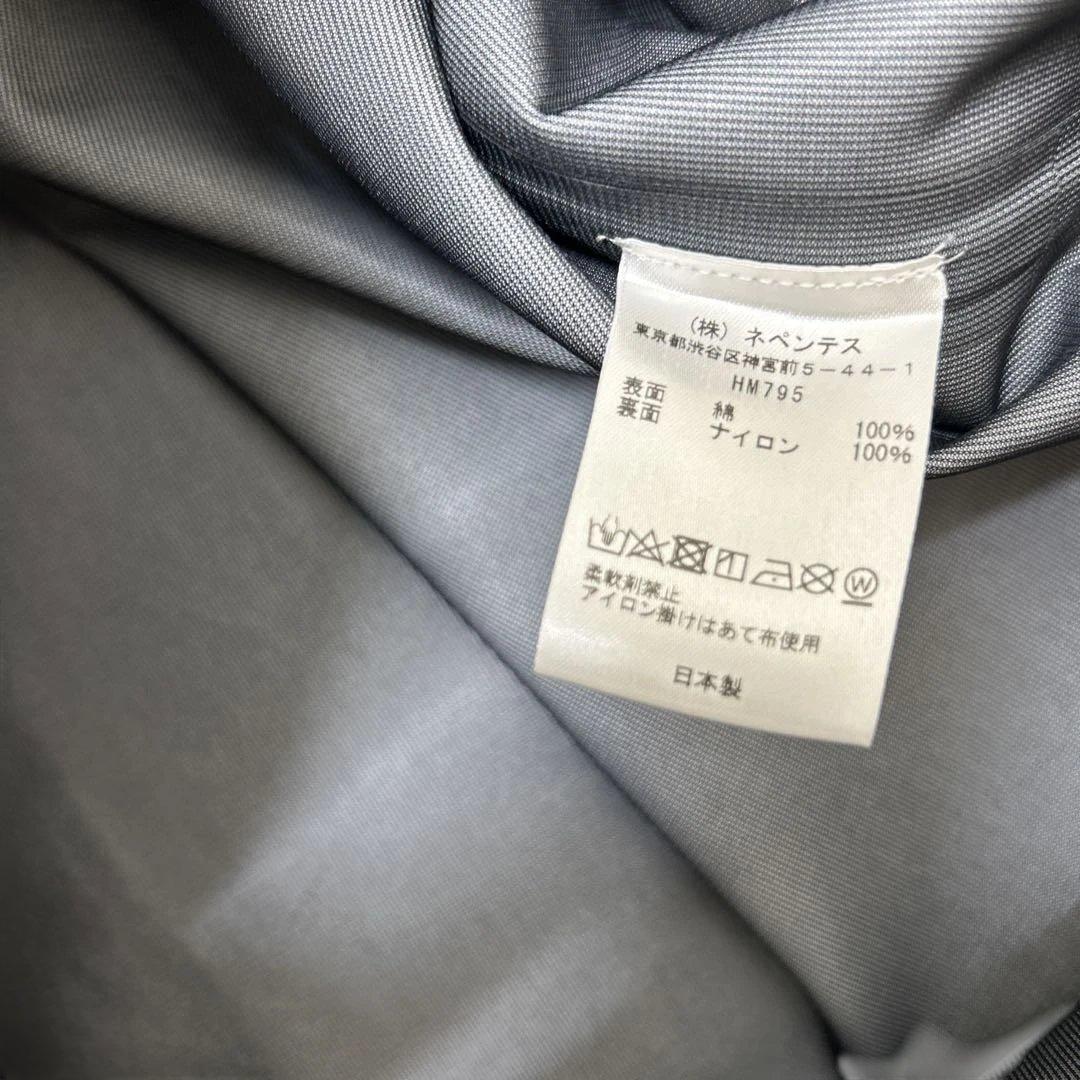 (株) ネペンテス
東京都渋谷区神宮前5-44-1
HM795
表面 綿 100%
裏面 ナイロン 100%
W
柔軟剤禁止
アイロン掛けはあて布使用
日本製